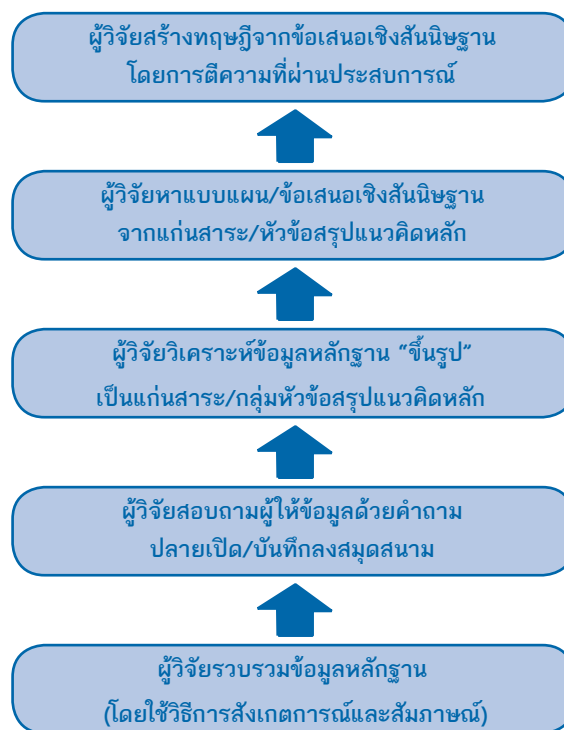 ผู้วิจัยสร้างทฤษฎีจากข้อเสนอเชิงสันนิษฐาน
โดยการตีความที่ผ่านประสบการณ์
ผู้วิจัยหาแบบแผน/ข้อเสนอเชิงสันนิษฐาน
จากแก่นสาระ/หัวข้อสรุปแนวคิดหลัก
ผู้วิจัยวิเคราะห์ข้อมูลหลักฐาน “ขึ้นรูป”
เป็นแก่นสาระ/กลุ่มหัวข้อสรุปแนวคิดหลัก
ผู้วิจัยสอบถามผู้ให้ข้อมูลด้วยคำถาม
ปลายเปิด/บันทึกลงสมุดสนาม
ผู้วิจัยรวบรวมข้อมูลหลักฐาน
(โดยใช้วิธีการสังเกตการณ์และสัมภาษณ์)